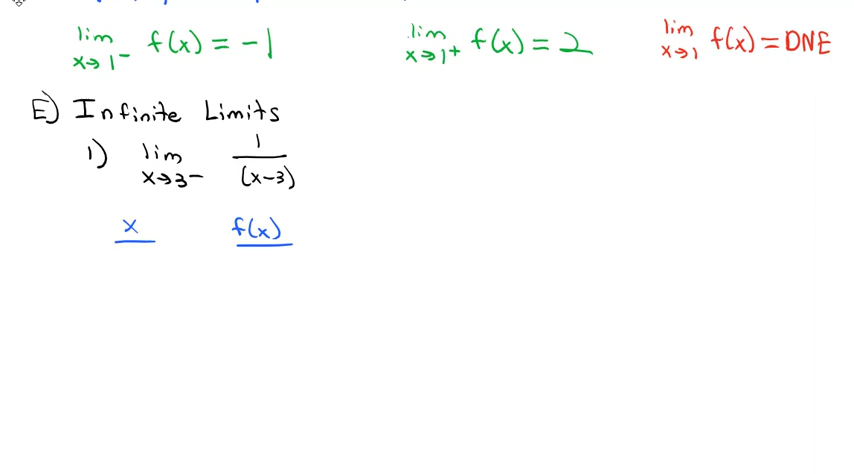 lim x→1⁻ f(x) = -1 lim x→1⁺ f(x) = 2 lim x→1 f(x) = DNE
E) Infinite Limits
1) lim x→3⁻ 1/(x-3)
x f(x)